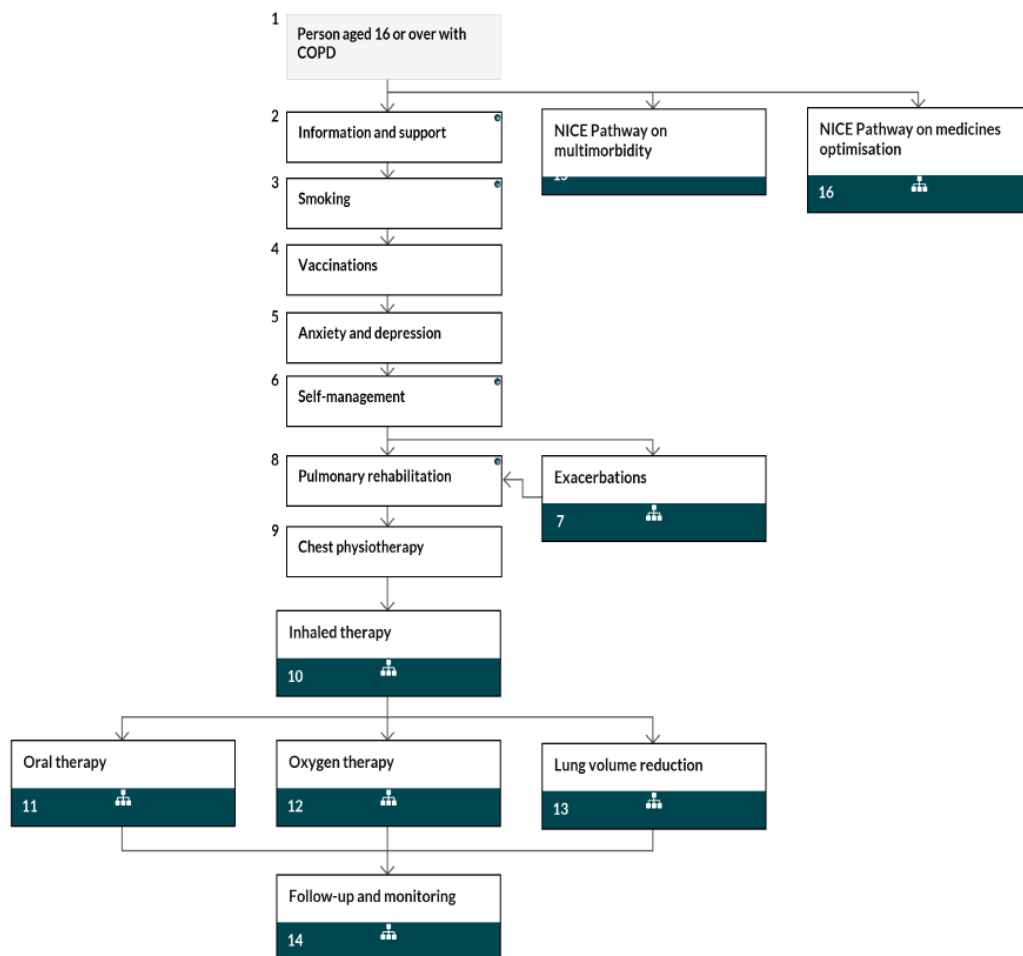 1
Person aged 16 or over with
COPD
2
Information and support
NICE Pathway on
multimorbidity
15
NICE Pathway on medicines
optimisation
16
3
Smoking
4
Vaccinations
5
Anxiety and depression
6
Self-management
8
Pulmonary rehabilitation
Exacerbations
7
9
Chest physiotherapy
Inhaled therapy
10
Oral therapy
11
Oxygen therapy
12
Lung volume reduction
13
Follow-up and monitoring
14